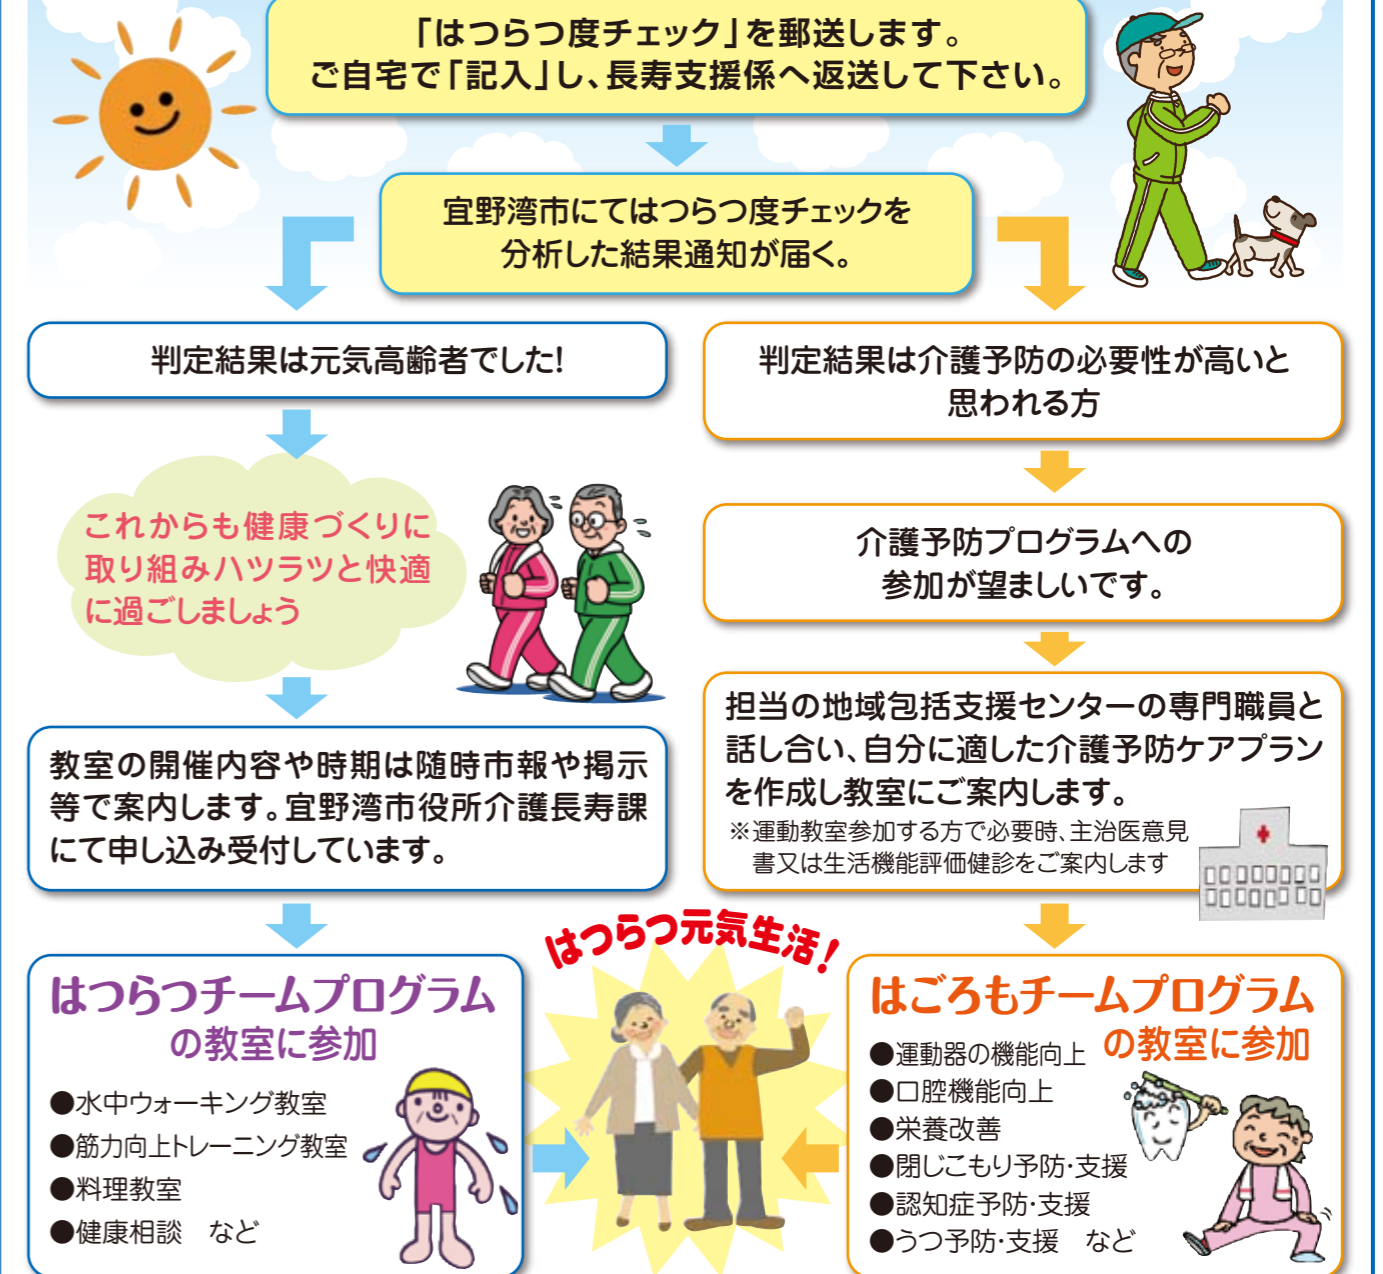 「はつらつ度チェック」を郵送します。
ご自宅で「記入」し、長寿支援係へ返送して下さい。
宜野湾市にてはつらつ度チェックを
分析した結果通知が届く。
判定結果は元気高齢者でした!
これからも健康づくりに
取り組みハツラツと快適
に過ごしましょう
教室の開催内容や時期は随時市報や掲示
等で案内します。宜野湾市役所介護長寿課
にて申し込み受付しています。
はつらつチームプログラム
の教室に参加
●水中ウォーキング教室
●筋力向上トレーニング教室
●料理教室
●健康相談　など
判定結果は介護予防の必要性が高いと
思われる方
介護予防プログラムへの
参加が望ましいです。
担当の地域包括支援センターの専門職員と
話し合い、自分に適した介護予防ケアプラン
を作成し教室にご案内します。
※運動教室参加する方で必要時、主治医意見
書又は生活機能評価健診をご案内します
はごろもチームプログラム
の教室に参加
●運動器の機能向上
●口腔機能向上
●栄養改善
●閉じこもり予防･支援
●認知症予防･支援
●うつ予防･支援　など
はつらつ元気生活!